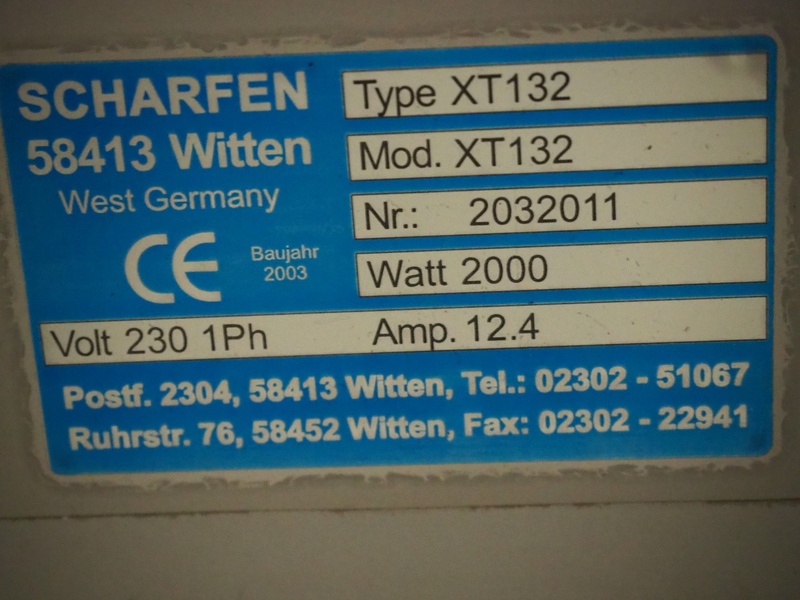 SCHARFEN
58413 Witten
West Germany
CE
Baujahr
2003
Type XT132
Mod. XT132
Nr.: 2032011
Watt 2000
Volt 230 1Ph Amp. 12.4
Postf. 2304, 58413 Witten, Tel.: 02302 - 51067
Ruhrstr. 76, 58452 Witten, Fax: 02302 - 22941